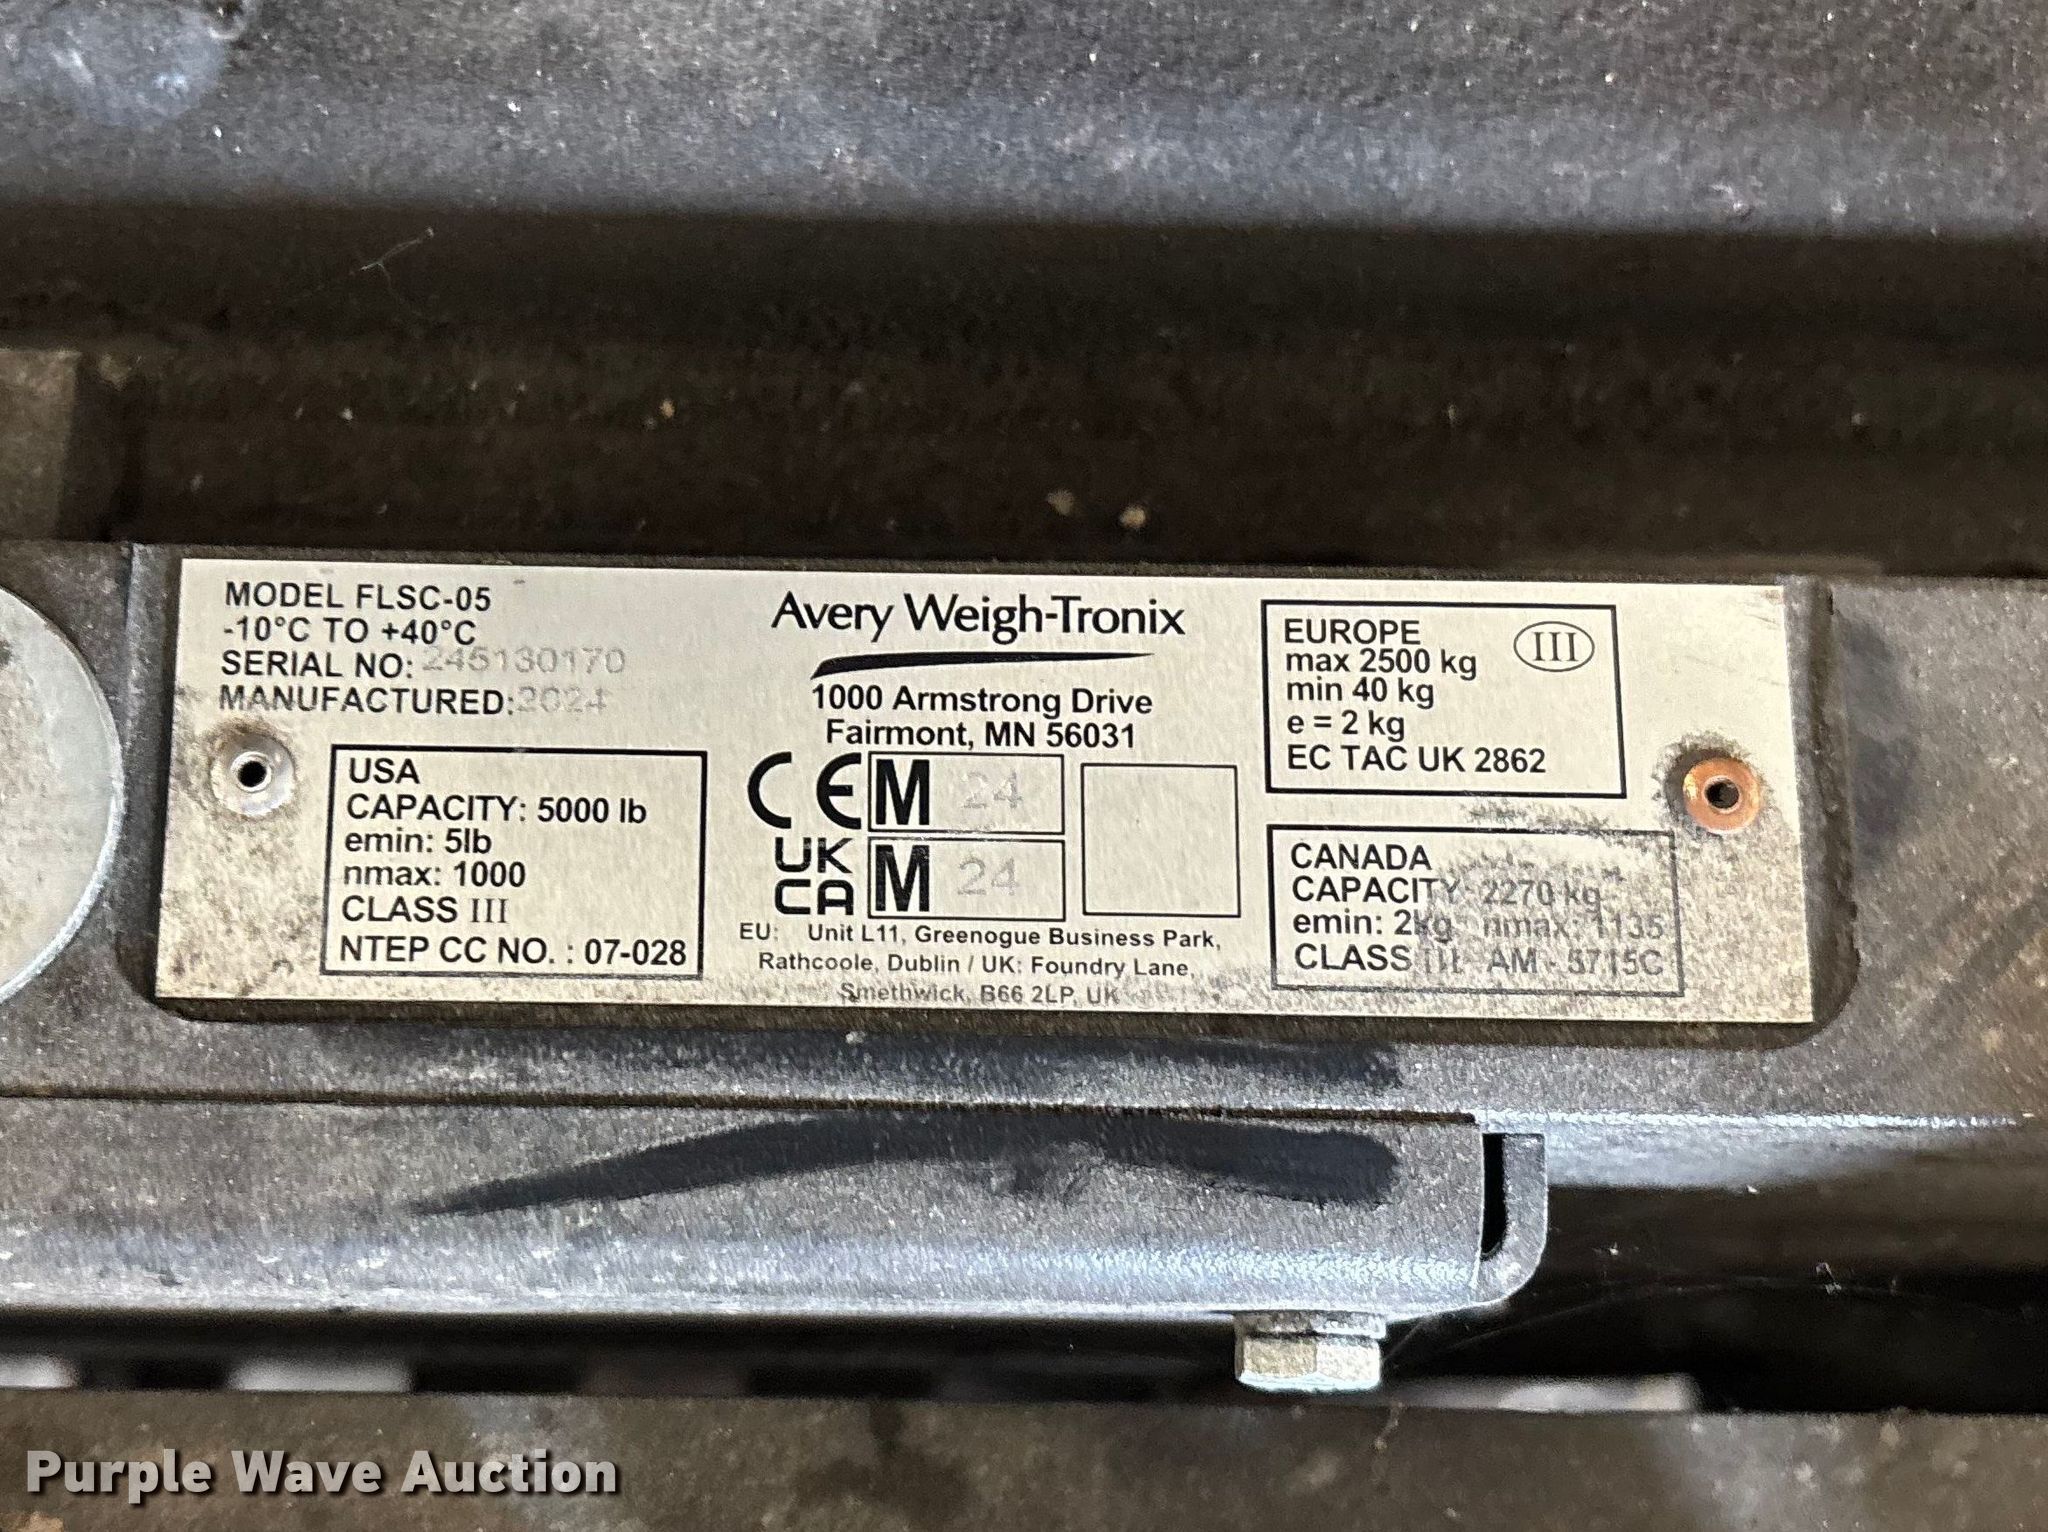 MODEL FLSC-05
-10°C TO +40°C
SERIAL NO: 245130170
MANUFACTURED: 2024
USA
CAPACITY: 5000 lb
emin: 5lb
nmax: 1000
CLASS III
NTEP CC NO. : 07-028
Avery Weigh-Tronix
1000 Armstrong Drive
Fairmont, MN 56031
CE M 24
UK
CA M 24
EU: Unit L11, Greenogue Business Park,
Rathcoole, Dublin / UK: Foundry Lane,
Smethwick, B66 2LP, UK
EUROPE III
max 2500 kg
min 40 kg
e = 2 kg
EC TAC UK 2862
CANADA
CAPACITY: 2270 kg
emin: 2kg nmax: 1135
CLASS III AM - 5715C
Purple Wave Auction